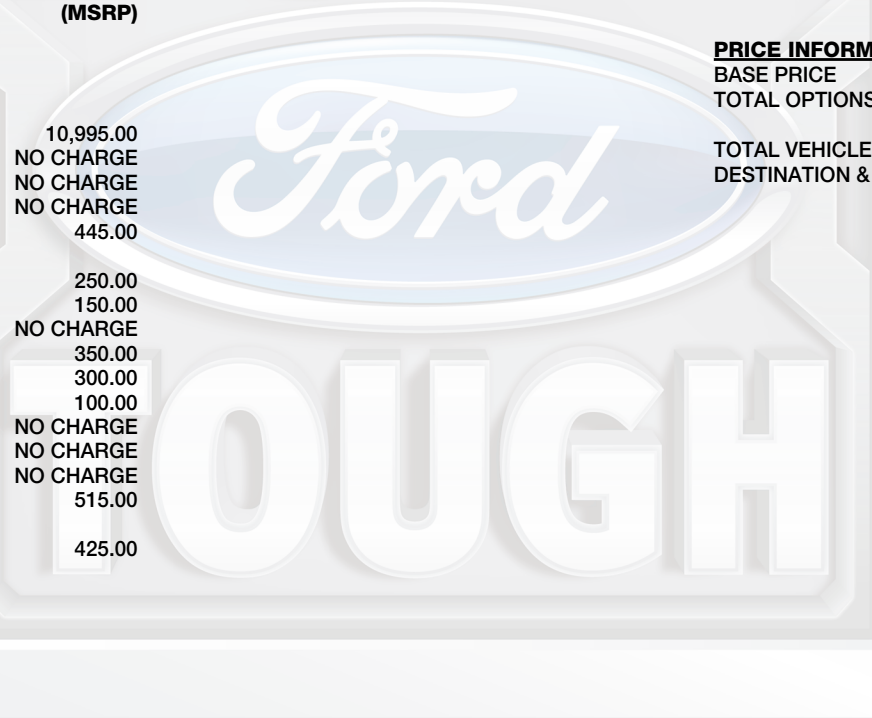 (MSRP)
10,995.00
NO CHARGE
NO CHARGE
NO CHARGE
445.00
250.00
150.00
NO CHARGE
350.00
300.00
100.00
NO CHARGE
NO CHARGE
NO CHARGE
515.00
425.00
PRICE INFORM
BASE PRICE
TOTAL OPTIONS
TOTAL VEHICLE
DESTINATION &
Ford
TOUGH